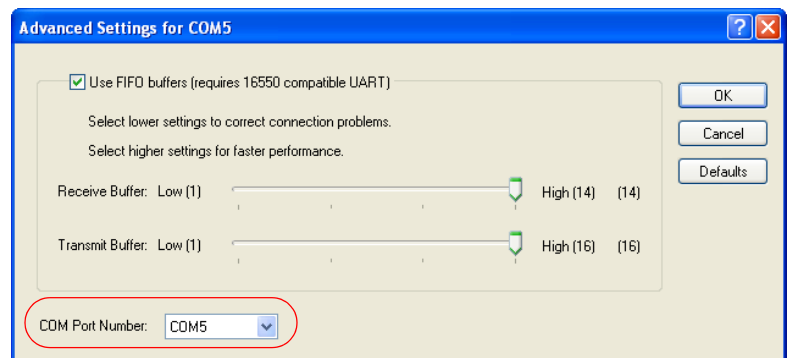 Advanced Settings for COM5
Use FIFO buffers (requires 16550 compatible UART)
OK
Select lower settings to correct connection problems.
Cancel
Select higher settings for faster performance.
Defaults
Receive Buffer: Low (1) High (14) (14)
Transmit Buffer: Low (1) High (16) (16)
COM Port Number: COM5